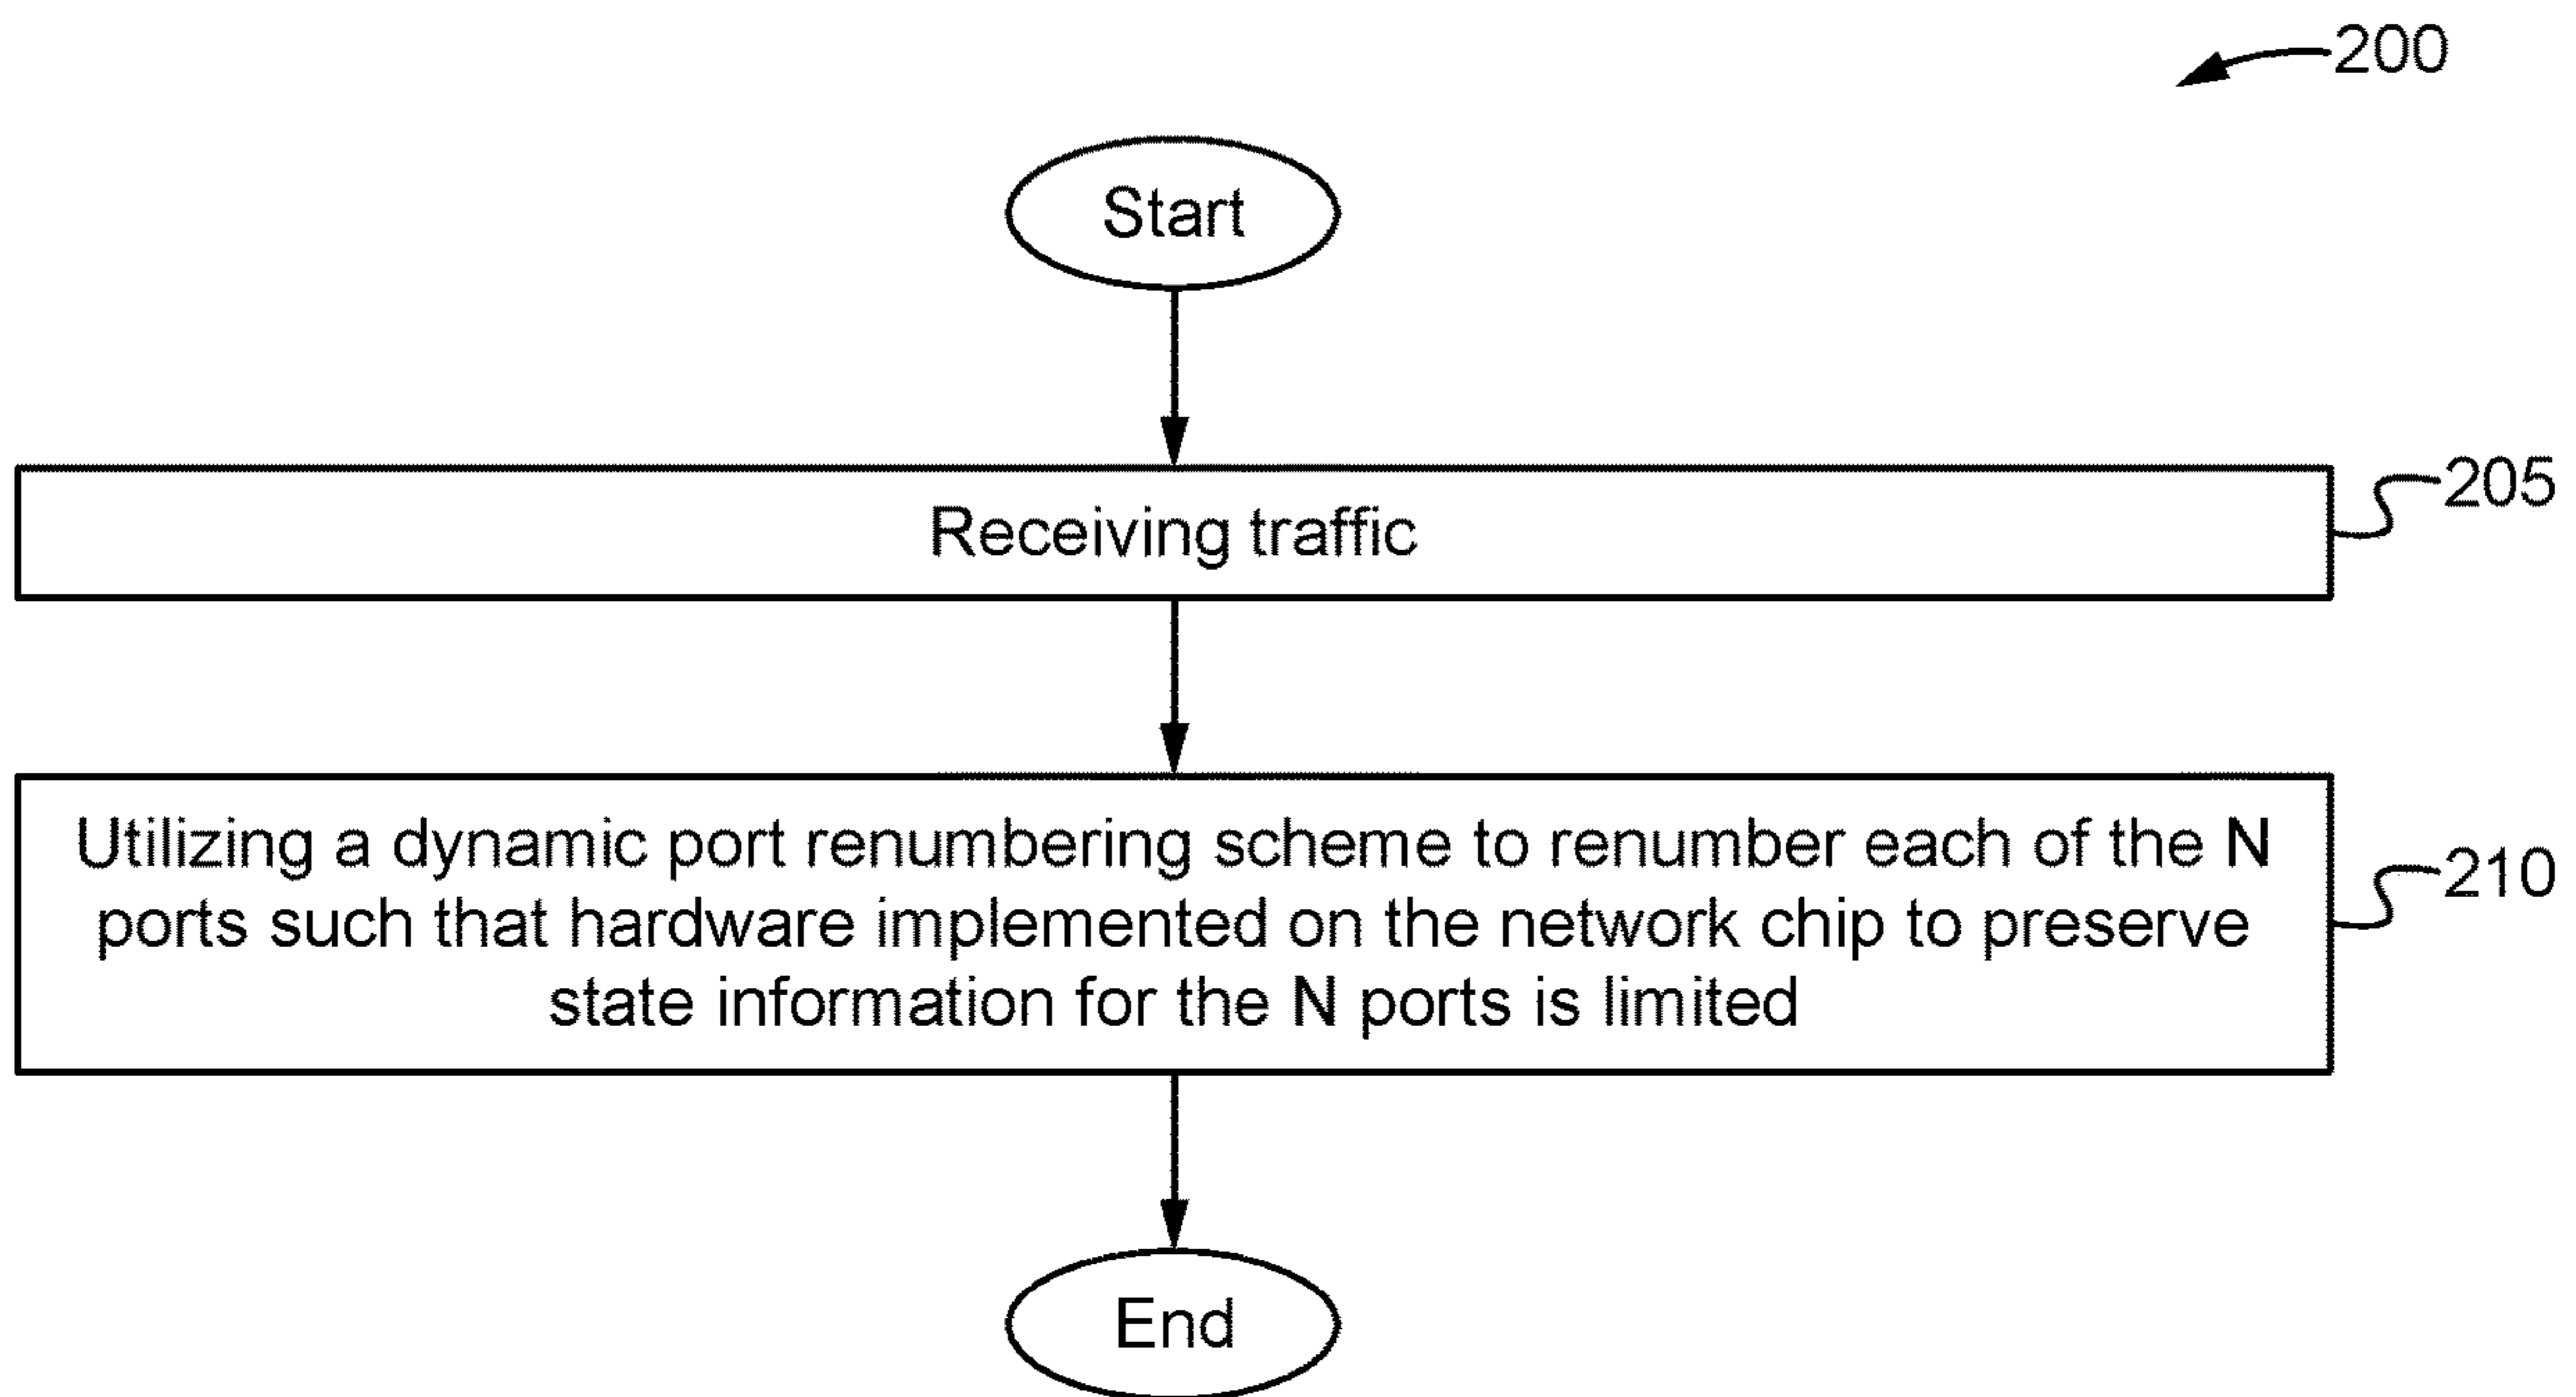 200
Start
Receiving traffic
205
Utilizing a dynamic port renumbering scheme to renumber each of the N
ports such that hardware implemented on the network chip to preserve
state information for the N ports is limited
210
End